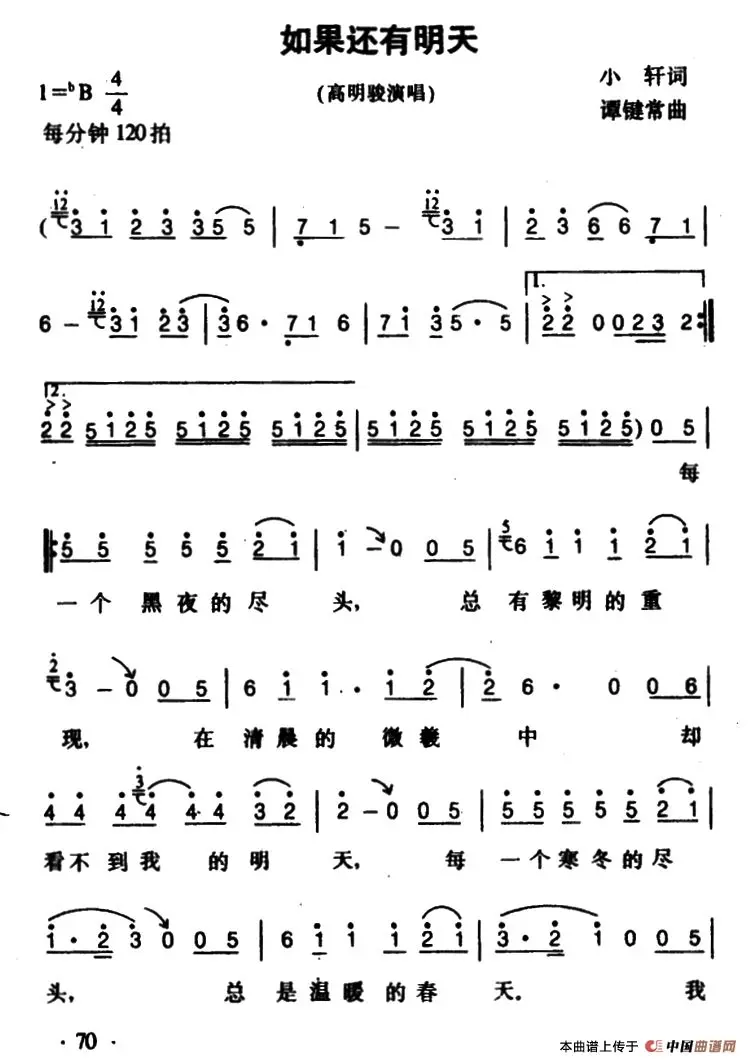 如果还有明天
1=ᵇB 4/4
(高明骏演唱)
小 轩词
谭键常曲
每分钟120拍
(3 1 2 3 3 5 5 | 7 1 5 - 3 1 | 2 3 6 6 7 1 |
6 - 3 1 2 3 | 3 6· 7 1 6 | 7 1 3 5· 5 | 1. 2 2 0 0 2 3 2 :||
2. 2 2 5 1 2 5 5 1 2 5 5 1 2 5 | 5 1 2 5 5 1 2 5 5 1 2 5 5 1 2 5) 0 5 |
每
||: 5 5 5 5 5 2 1 | 1 - 0 0 5 | 6 1 1 1 2 1 |
一个 黑夜的尽 头, 总 有黎明的重
3 - 0 0 5 | 6 1 1· 1 2 | 2 6· 0 0 6 |
现, 在 清晨的 微羲 中 却
4 4 4 4 4 4 3 2 | 2 - 0 0 5 | 5 5 5 5 5 2 1 |
看不到我 的明 天, 每 一个寒冬的尽
1· 2 3 0 0 5 | 6 1 1 1 2 1 | 3· 2 1 0 0 5 |
头, 总 是温暖的春 天. 我
· 70 ·
本曲谱上传于 中国曲谱网